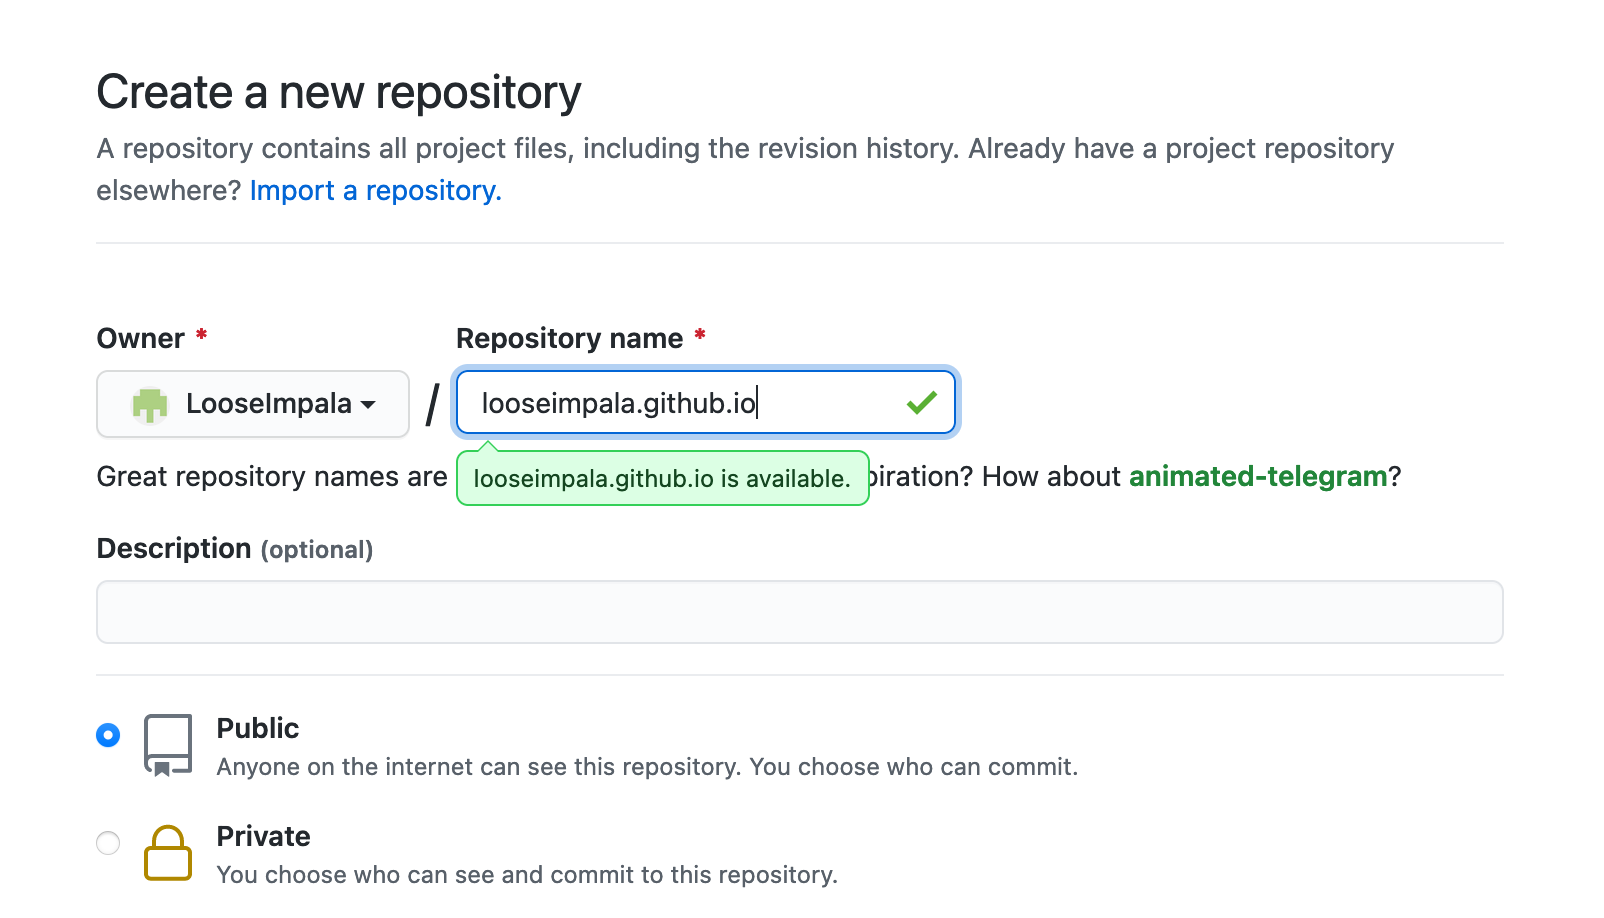 Create a new repository
A repository contains all project files, including the revision history. Already have a project repository
elsewhere? Import a repository.
Owner *
Repository name *
LooseImpala
/
looseimpala.github.io
Great repository names are
looseimpala.github.io is available.
piration? How about animated-telegram?
Description (optional)
Public
Anyone on the internet can see this repository. You choose who can commit.
Private
You choose who can see and commit to this repository.